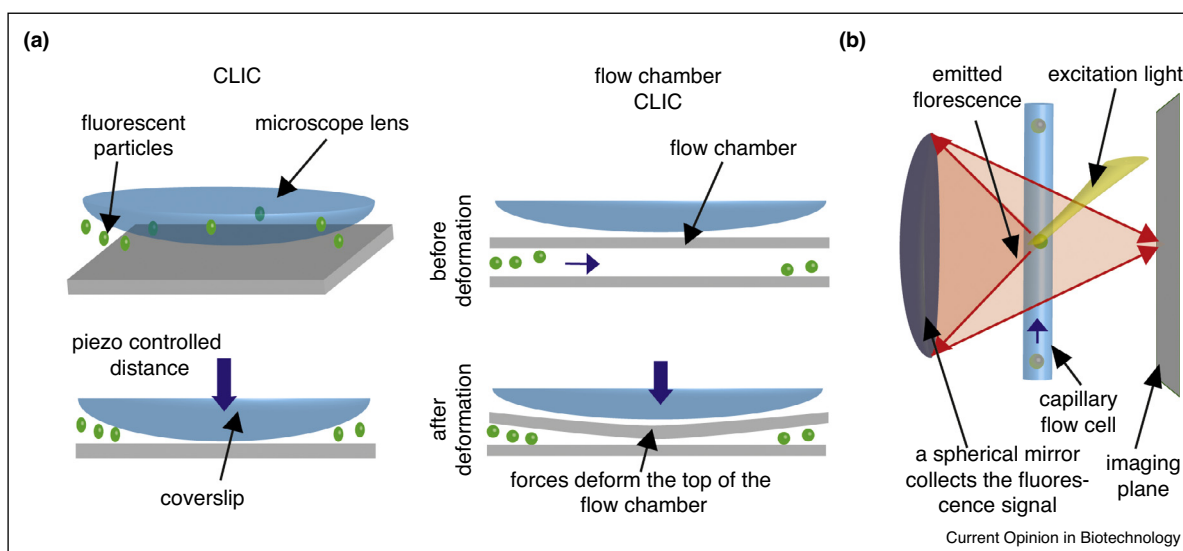 (a)
CLIC
fluorescent
particles
microscope lens
piezo controlled
distance
coverslip
flow chamber
CLIC
flow chamber
before
deformation
after
deformation
forces deform the top of the
flow chamber
(b)
emitted
florescence
excitation light
capillary
flow cell
a spherical mirror
collects the fluores-
cence signal
imaging
plane
Current Opinion in Biotechnology